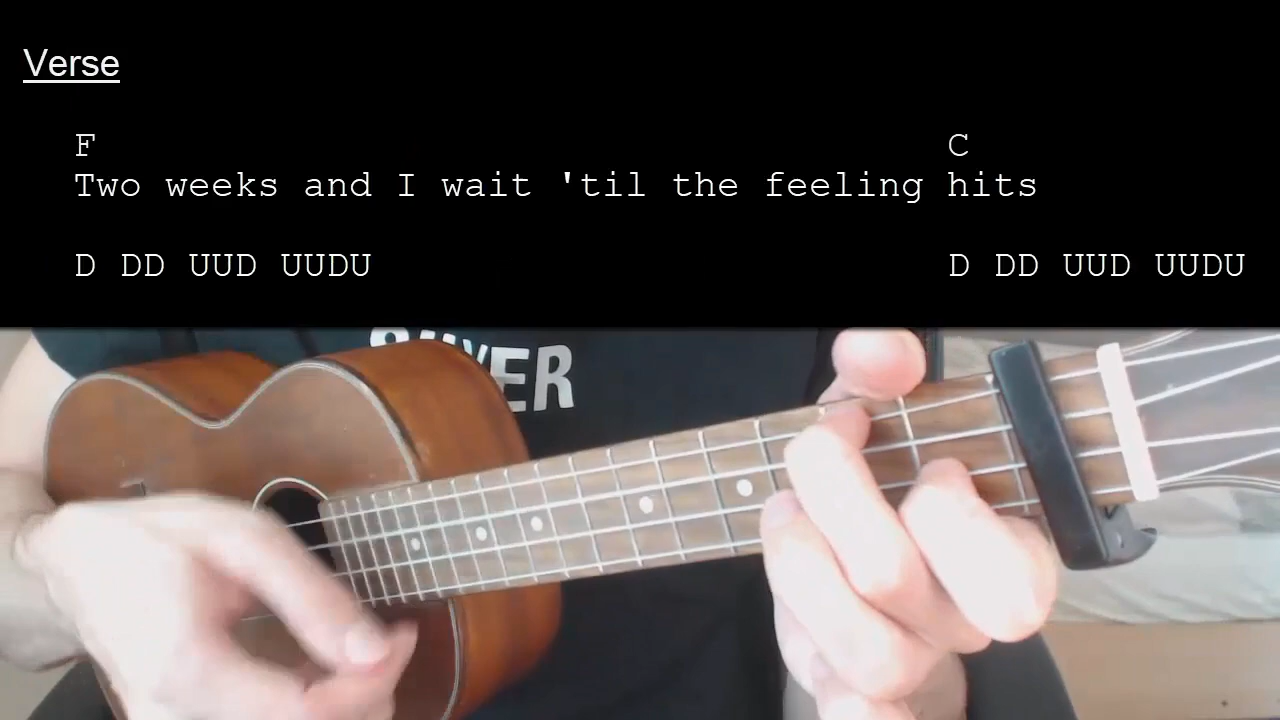 Verse
F C
Two weeks and I wait 'til the feeling hits
D DD UUD UUDU D DD UUD UUDU